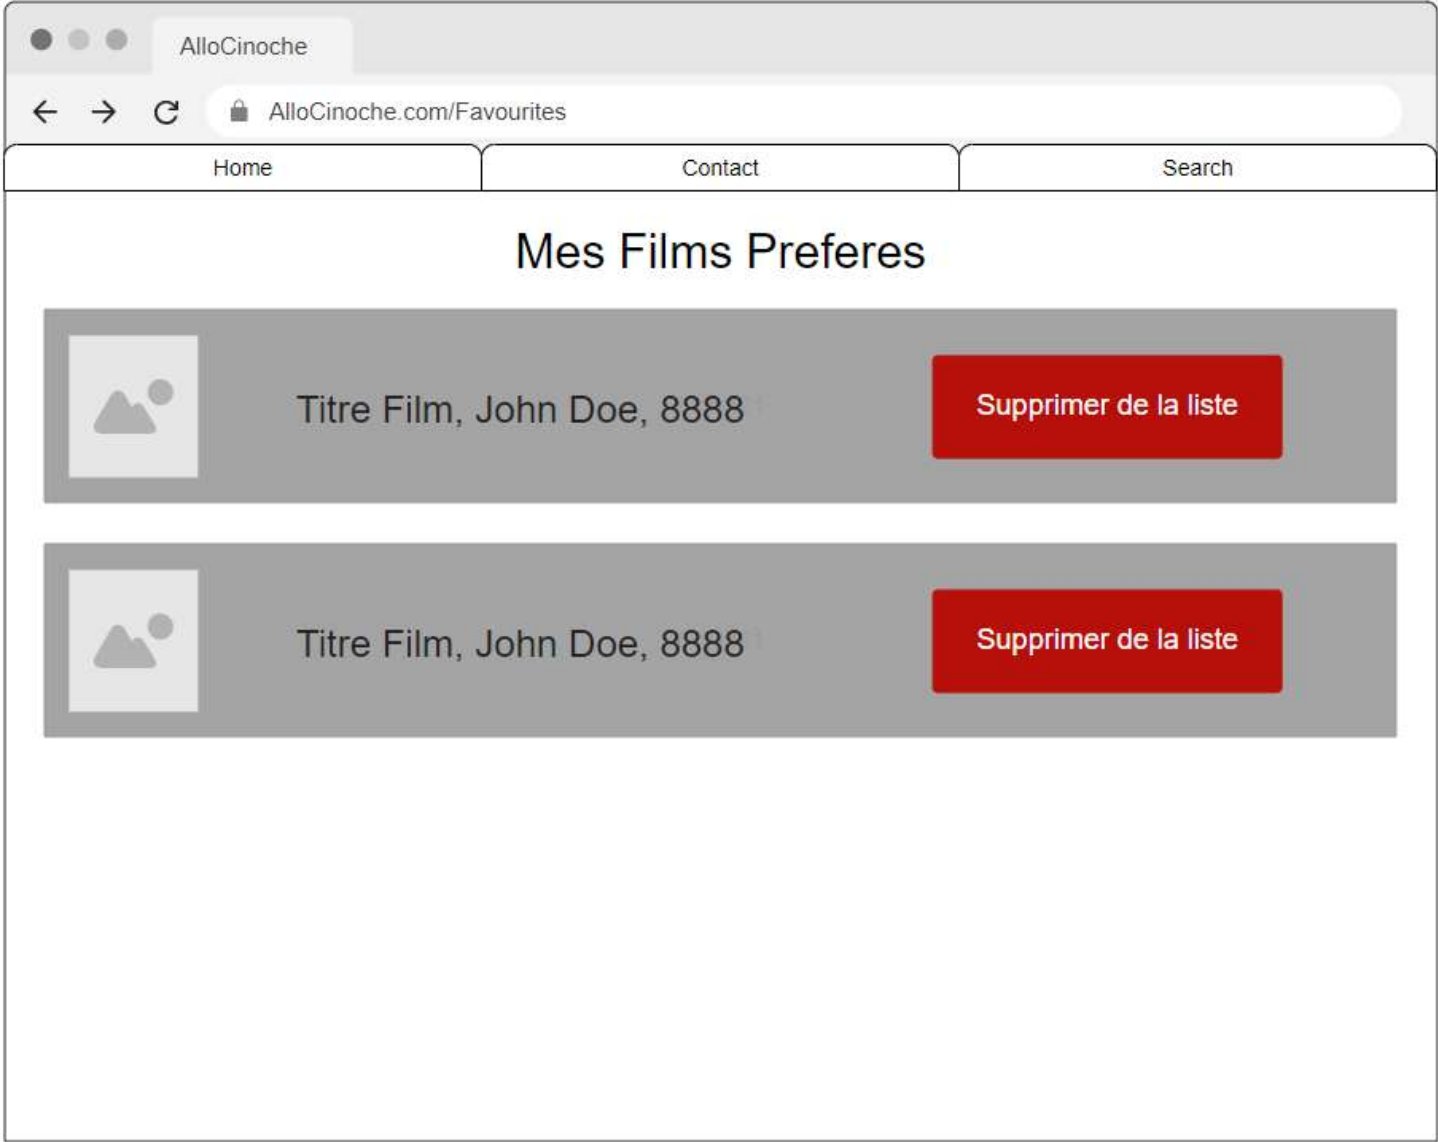 AlloCinoche
AlloCinoche.com/Favourites
Home Contact Search
Mes Films Preferes
Titre Film, John Doe, 8888
Supprimer de la liste
Titre Film, John Doe, 8888
Supprimer de la liste